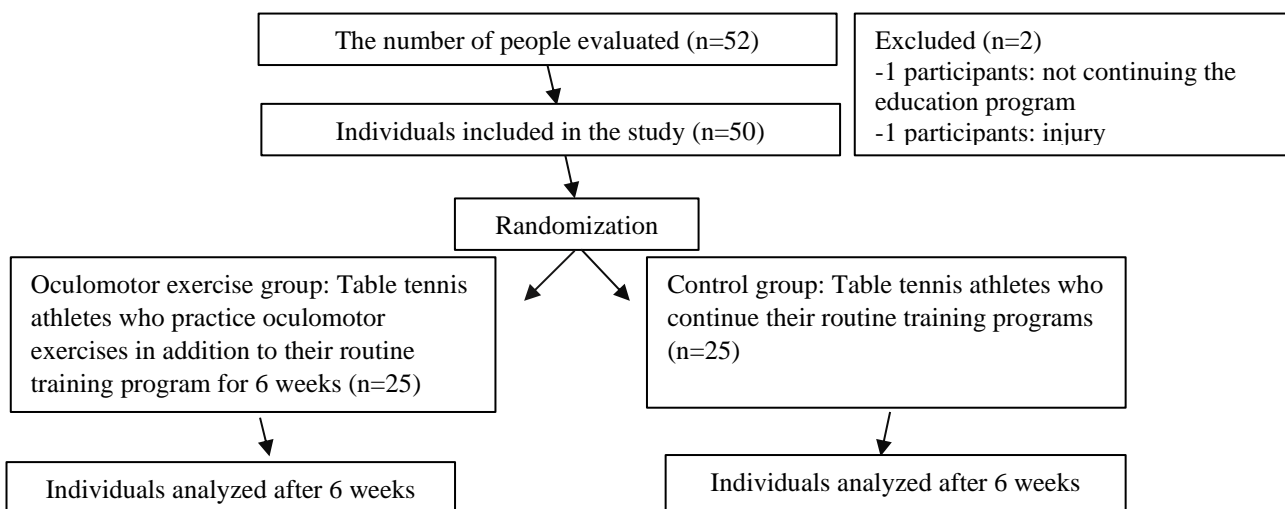 The number of people evaluated (n=52)
Excluded (n=2)
-1 participants: not continuing the
education program
-1 participants: injury
Individuals included in the study (n=50)
Randomization
Oculomotor exercise group: Table tennis
athletes who practice oculomotor
exercises in addition to their routine
training program for 6 weeks (n=25)
Control group: Table tennis athletes who
continue their routine training programs
(n=25)
Individuals analyzed after 6 weeks
Individuals analyzed after 6 weeks